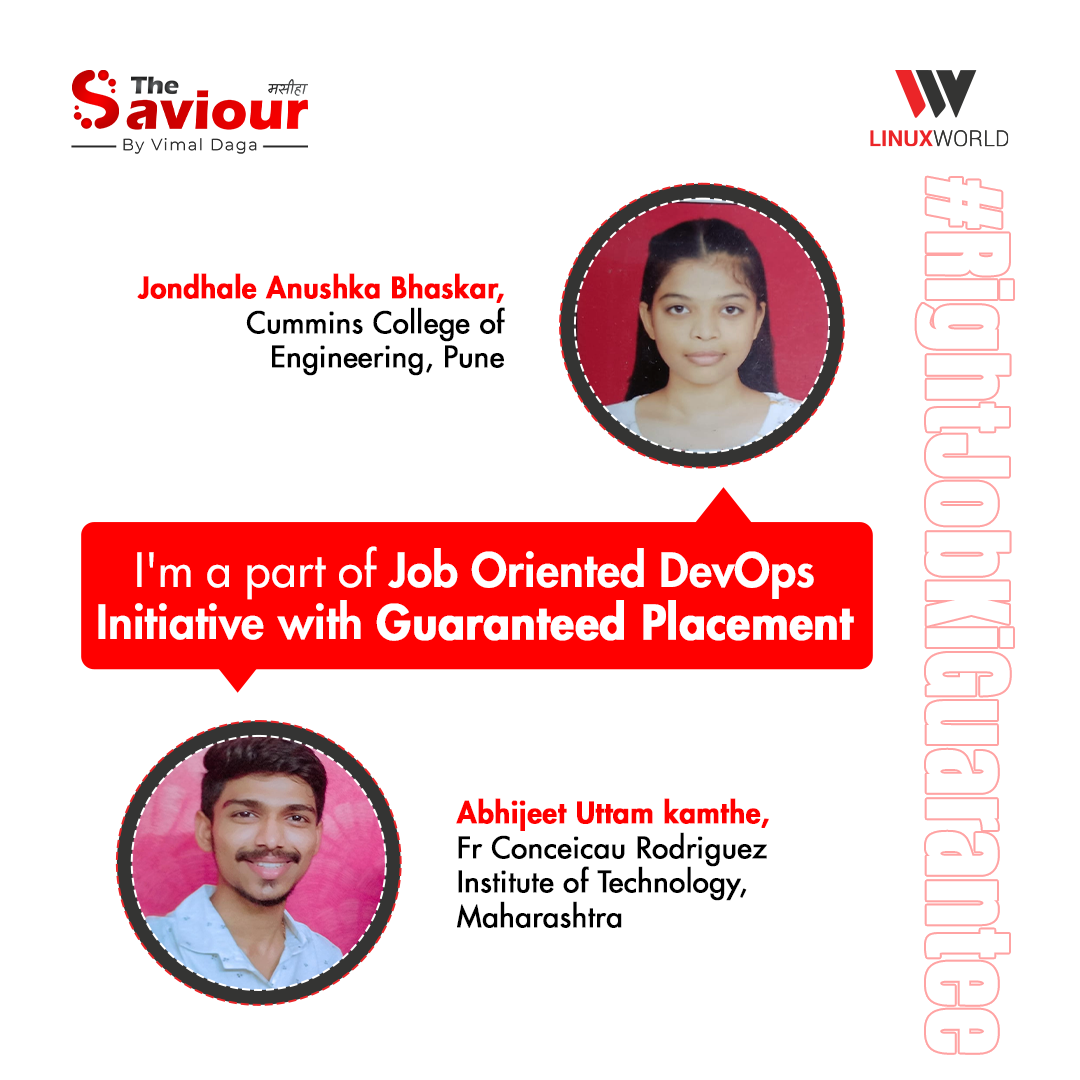 The
मसीहा
Saviour
By Vimal Daga
LINUXWORLD
#RightJobKiGuarantee
Jondhale Anushka Bhaskar,
Cummins College of
Engineering, Pune
I'm a part of Job Oriented DevOps
Initiative with Guaranteed Placement
Abhijeet Uttam kamthe,
Fr Conceicau Rodriguez
Institute of Technology,
Maharashtra